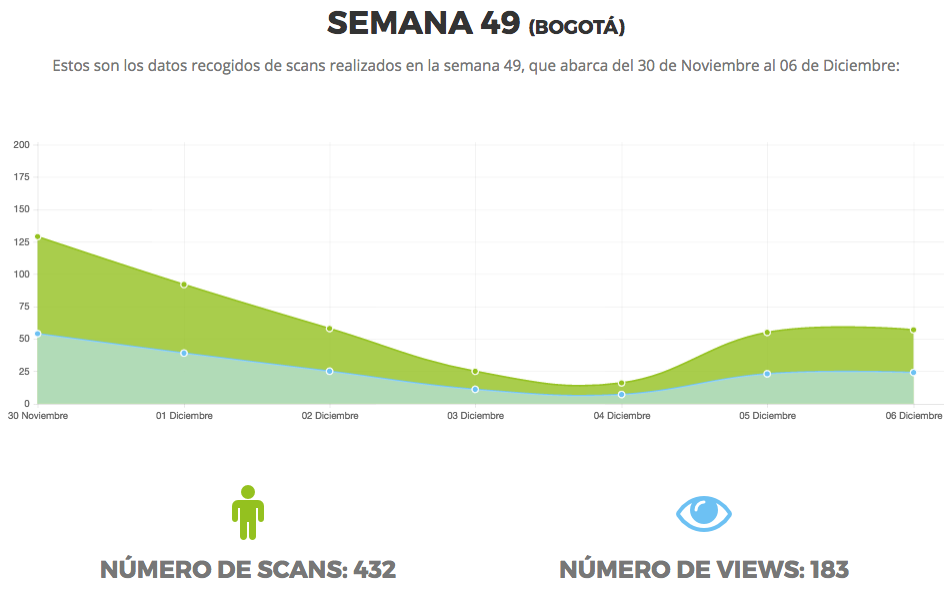 SEMANA 49 (BOGOTÁ)
Estos son los datos recogidos de scans realizados en la semana 49, que abarca del 30 de Noviembre al 06 de Diciembre:
200
175
150
125
100
75
50
25
0
30 Noviembre 01 Diciembre 02 Diciembre 03 Diciembre 04 Diciembre 05 Diciembre 06 Diciembre
NÚMERO DE SCANS: 432 NÚMERO DE VIEWS: 183